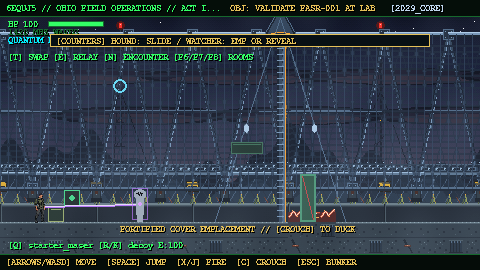 6EQUJ5 // OHIO FIELD OPERATIONS // ACT I... OBJ: VALIDATE FASR-001 AT LAB [2029_CORE]
HP 100
QUANTUM [COUNTERS] HOUND: SLIDE / WATCHER: EMP OR REVEAL
[T] SWAP [E] RELAY [N] ENCOUNTER [F6/F7/F8] ROOMS
FORTIFIED COVER EMPLACEMENT // [CROUCH] TO DUCK
[Q] starter_maser [R/K] decoy E:100
[ARROWS/WASD] MOVE [SPACE] JUMP [X/J] FIRE [C] CROUCH [ESC] BUNKER